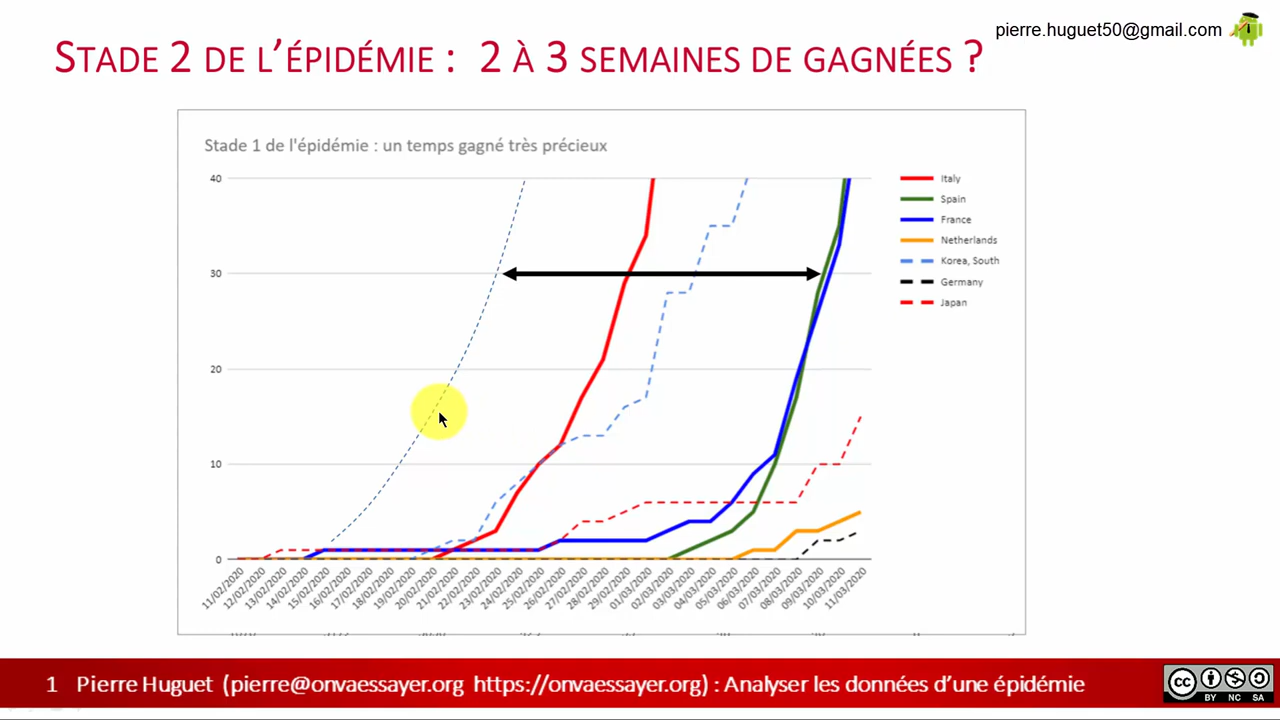 pierre.huguet50@gmail.com
STADE 2 DE L'ÉPIDÉMIE : 2 À 3 SEMAINES DE GAGNÉES ?
Stade 1 de l'épidémie : un temps gagné très précieux
40
30
20
10
0
Italy
Spain
France
Netherlands
Korea, South
Germany
Japan
11/02/2020
12/02/2020
13/02/2020
14/02/2020
15/02/2020
16/02/2020
17/02/2020
18/02/2020
19/02/2020
20/02/2020
21/02/2020
22/02/2020
23/02/2020
24/02/2020
25/02/2020
26/02/2020
27/02/2020
28/02/2020
29/02/2020
01/03/2020
02/03/2020
03/03/2020
04/03/2020
05/03/2020
06/03/2020
07/03/2020
08/03/2020
09/03/2020
10/03/2020
11/03/2020
1 Pierre Huguet (pierre@onvaessayer.org https://onvaessayer.org) : Analyser les données d'une épidémie
cc
BY NC SA